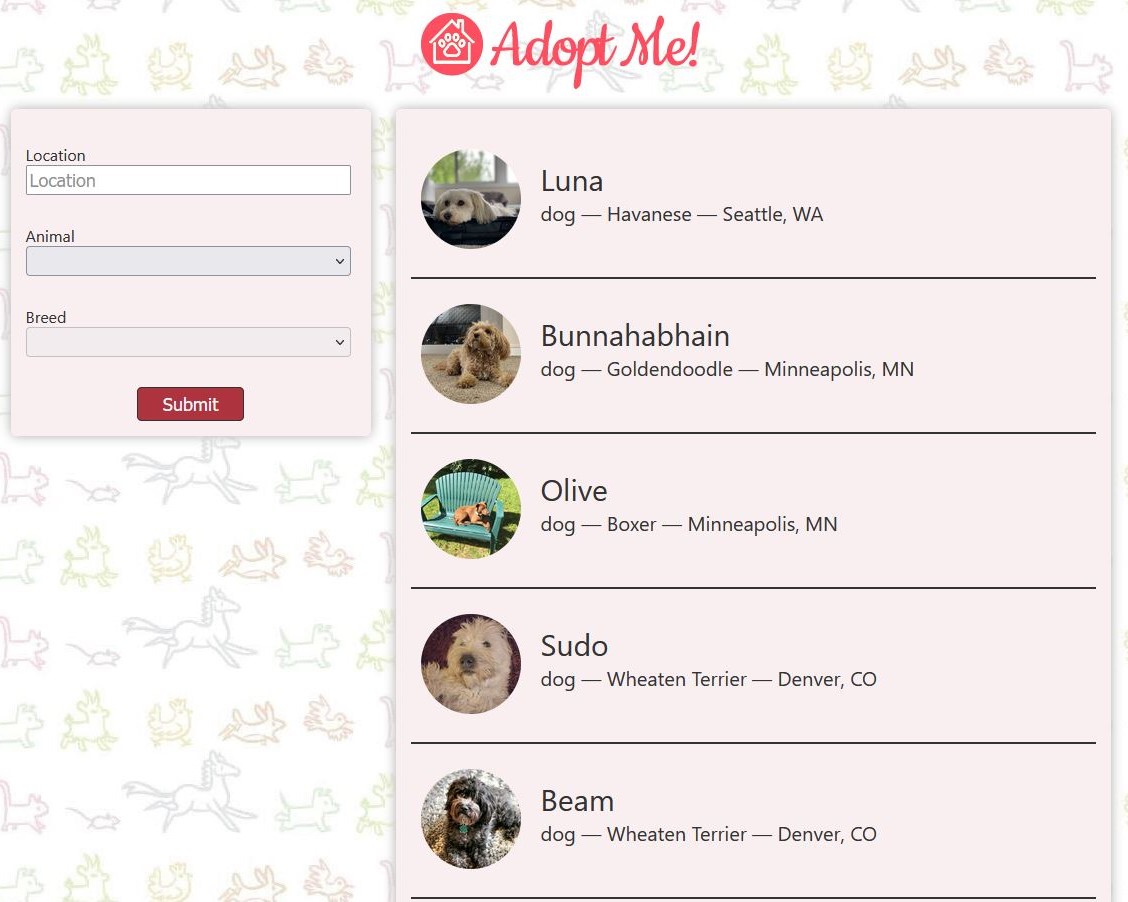 Adopt Me!
Location
Location
Animal
Breed
Submit
Luna
dog — Havanese — Seattle, WA
Bunnahabhain
dog — Goldendoodle — Minneapolis, MN
Olive
dog — Boxer — Minneapolis, MN
Sudo
dog — Wheaten Terrier — Denver, CO
Beam
dog — Wheaten Terrier — Denver, CO